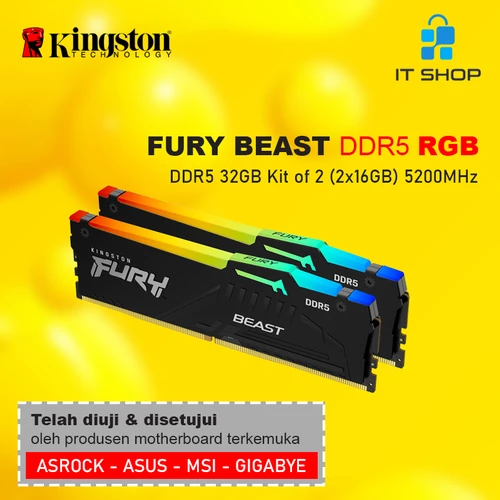 Kingston
TECHNOLOGY
IT SHOP
FURY BEAST DDR5 RGB
DDR5 32GB Kit of 2 (2x16GB) 5200MHz
FURY
DDR5
KINGSTON
FURY
BEAST
DDR5
Telah diuji & disetujui
oleh produsen motherboard terkemuka
ASROCK - ASUS - MSI - GIGABYE